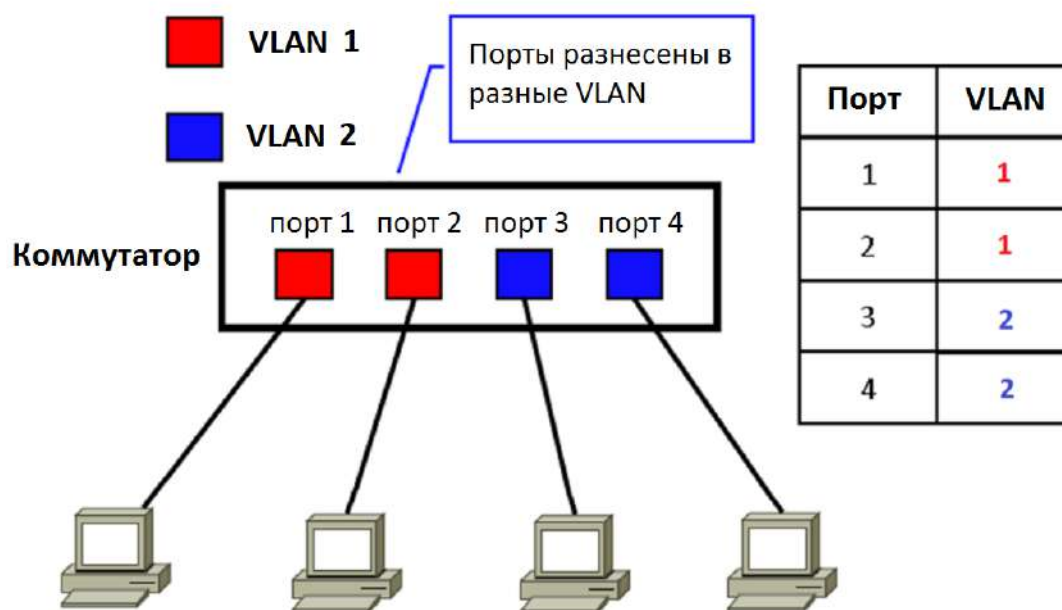 VLAN 1
VLAN 2
Порты разнесены в
разные VLAN
Коммутатор
порт 1 порт 2 порт 3 порт 4
Порт VLAN
1 1
2 1
3 2
4 2